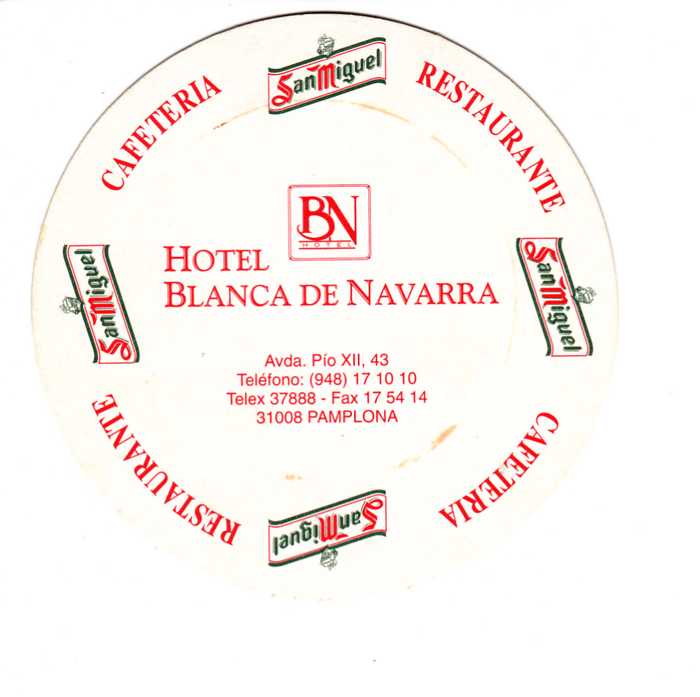 CAFETERIA
SanMiguel
RESTAURANTE
BN
HOTEL
HOTEL
BLANCA DE NAVARRA
SanMiguel
SanMiguel
Avda. Pío XII, 43
Teléfono: (948) 17 10 10
Telex 37888 - Fax 17 54 14
31008 PAMPLONA
RESTAURANTE
SanMiguel
CAFETERIA